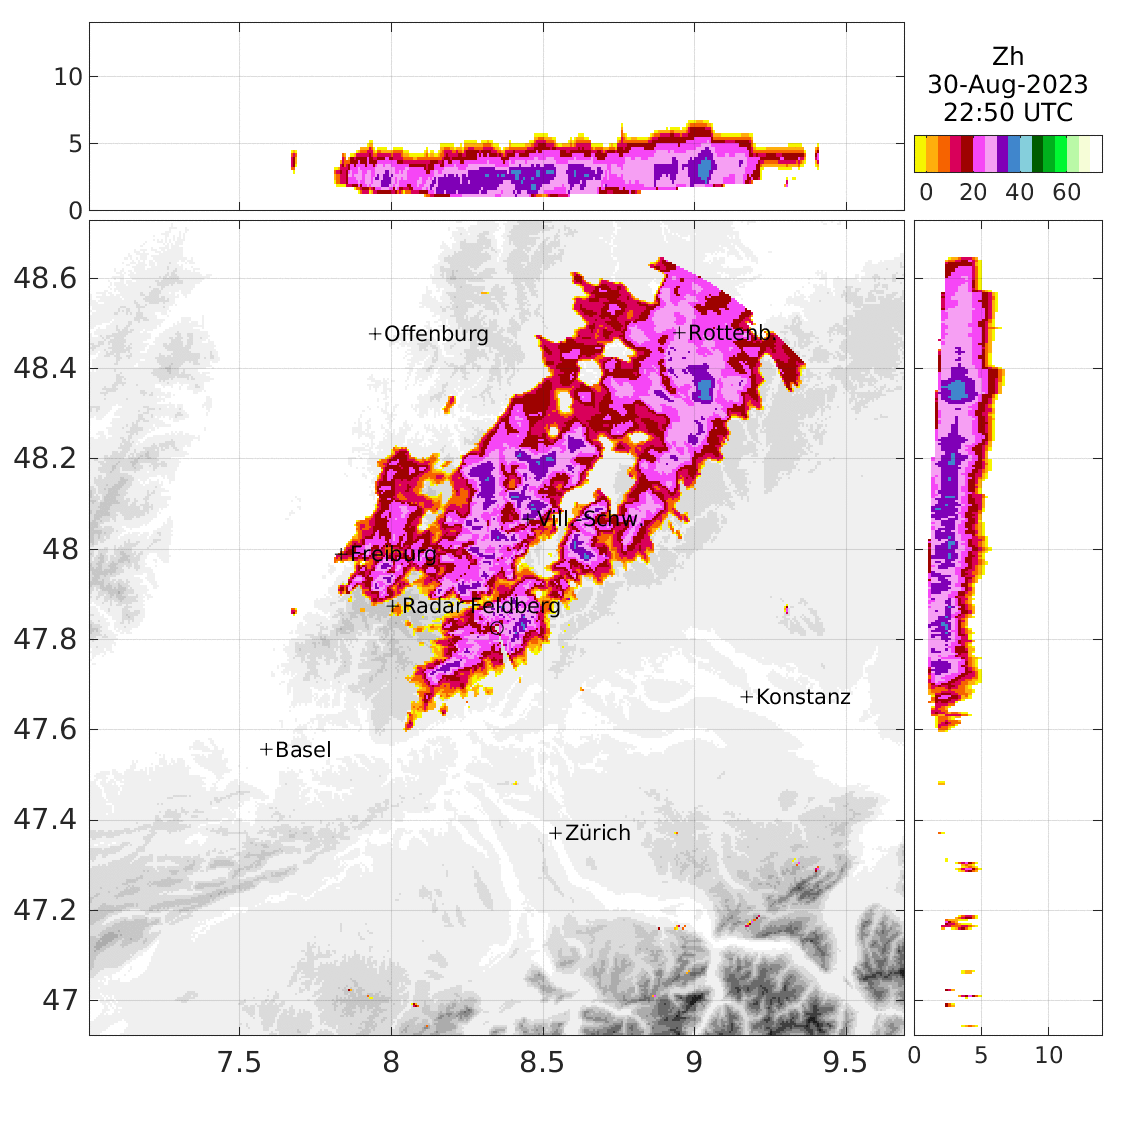 10
5
0
Zh
30-Aug-2023
22:50 UTC
0 20 40 60
48.6
48.4
48.2
48
47.8
47.6
47.4
47.2
47
+Offenburg
+Rottenb.
+Vill.-Schw.
+Freiburg
+Radar Feldberg
+Konstanz
+Basel
+Zürich
7.5 8 8.5 9 9.5
0 5 10